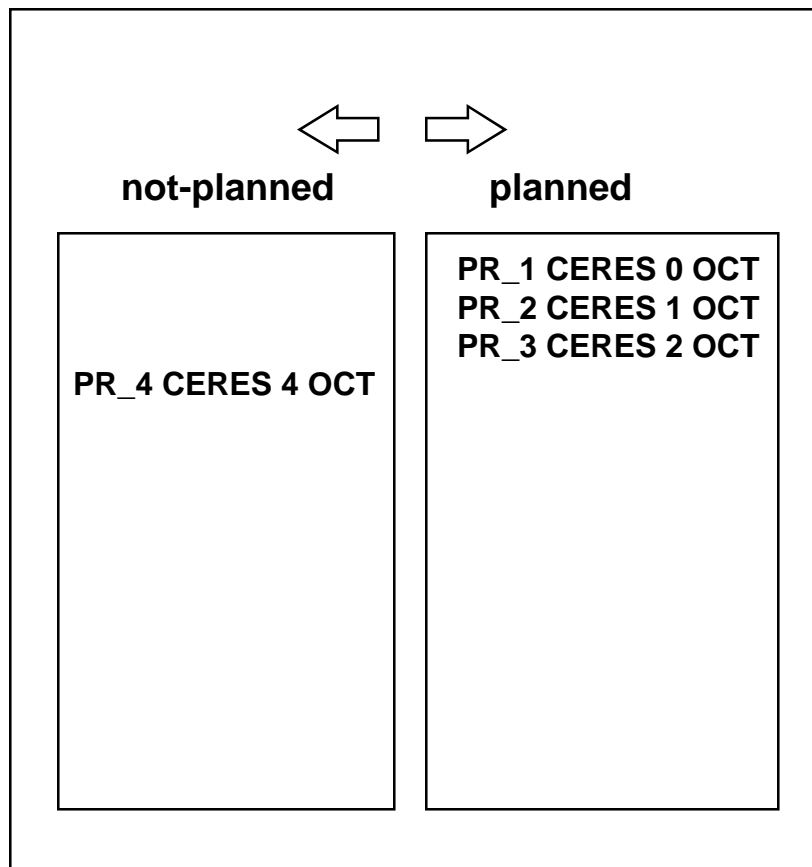 not-planned
planned
PR_4 CERES 4 OCT
PR_1 CERES 0 OCT
PR_2 CERES 1 OCT
PR_3 CERES 2 OCT